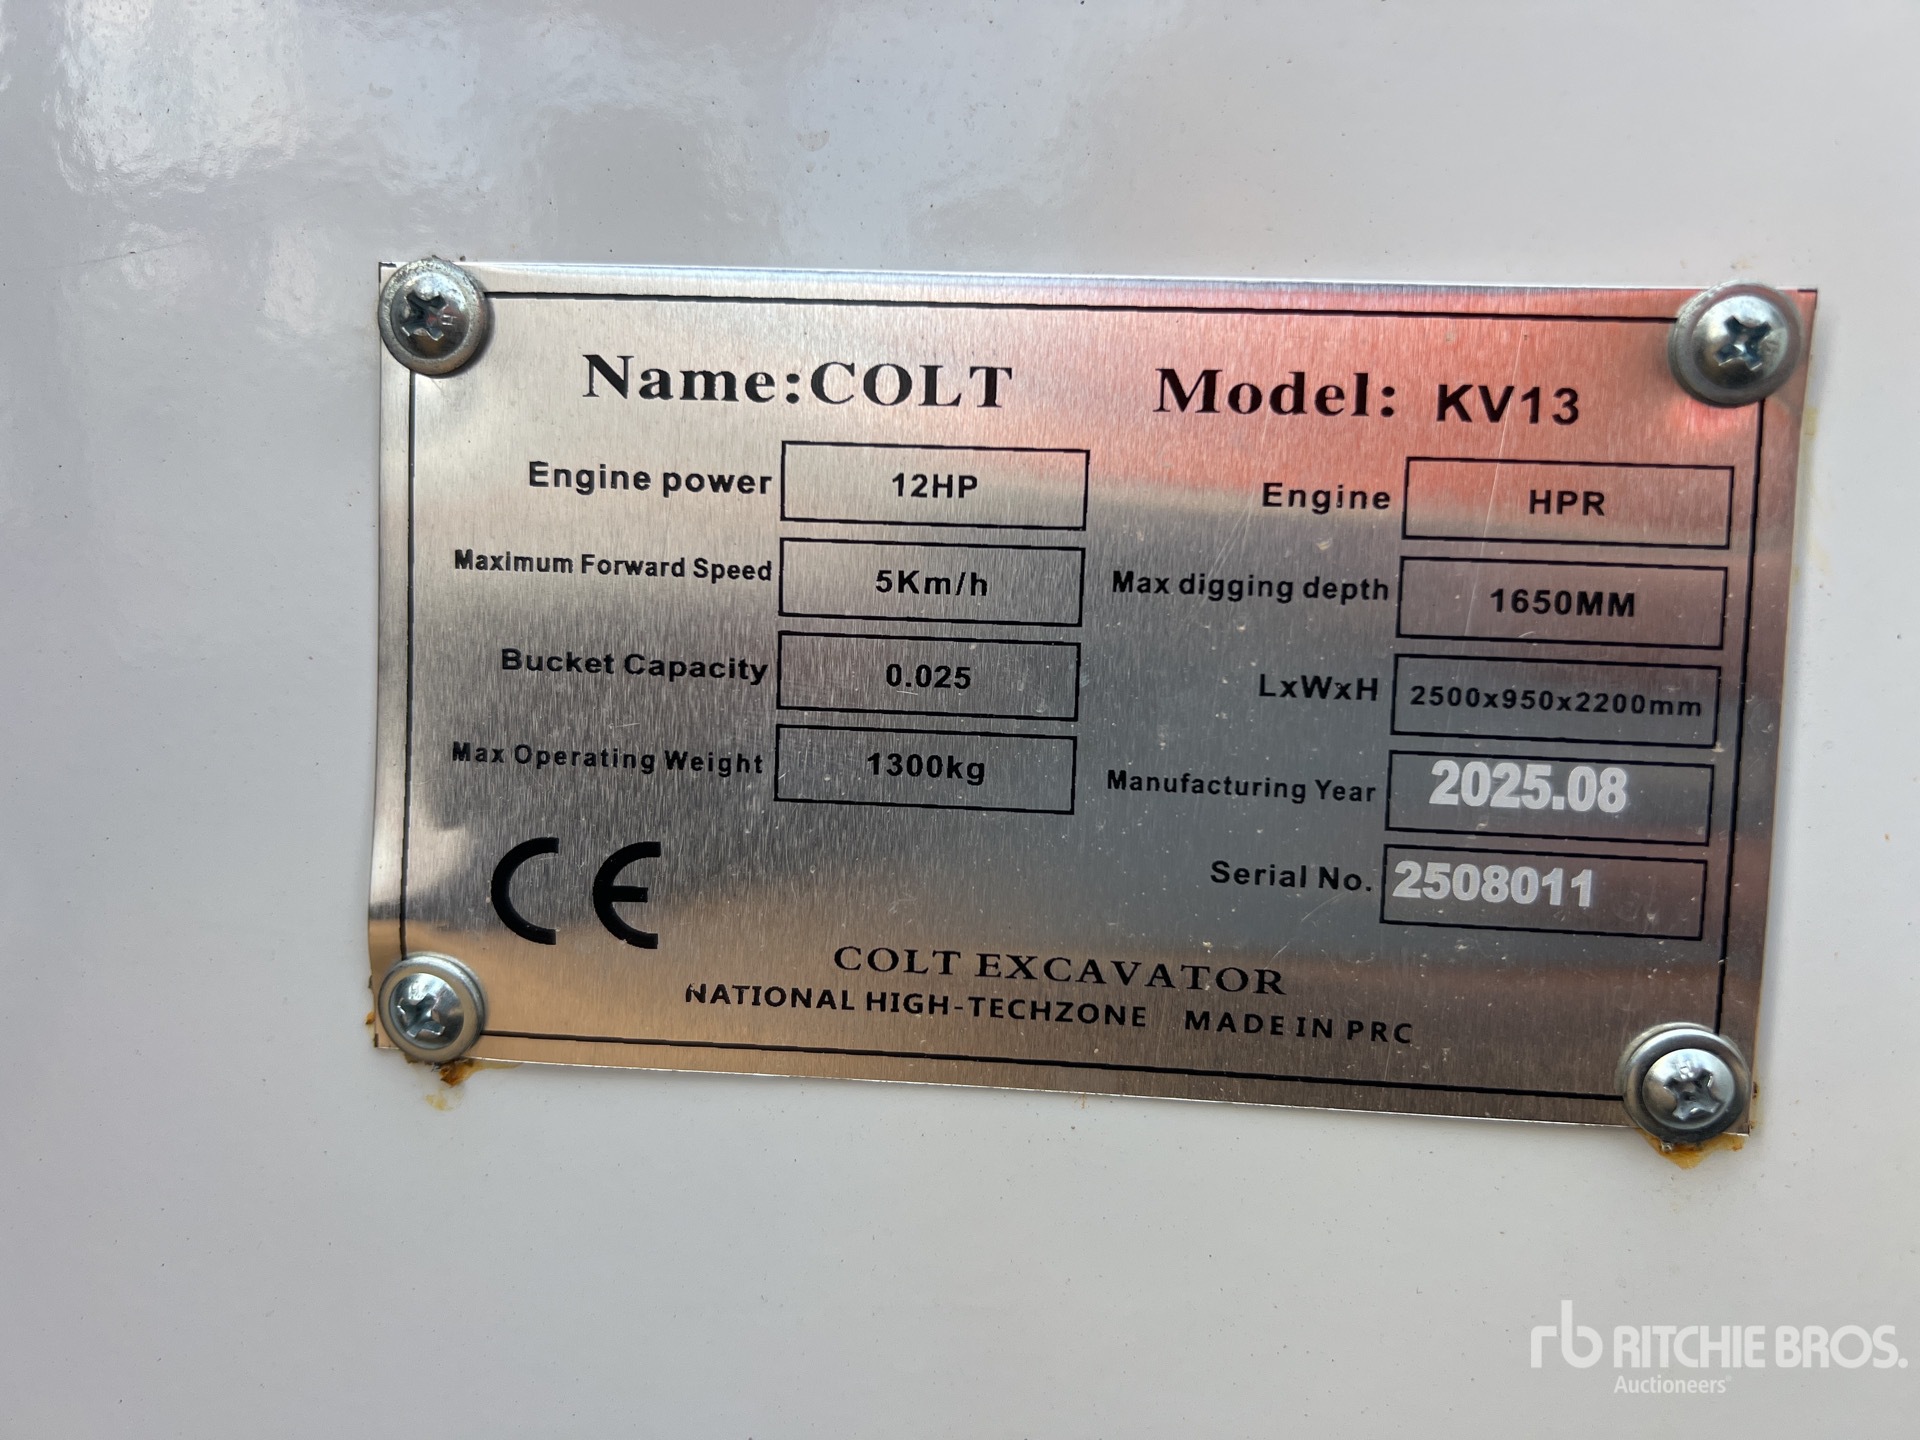 Name:COLT Model: KV13
Engine power 12HP Engine HPR
Maximum Forward Speed 5Km/h Max digging depth 1650MM
Bucket Capacity 0.025 LxWxH 2500x950x2200mm
Max Operating Weight 1300kg Manufacturing Year 2025.08
Serial No. 2508011
CE
COLT EXCAVATOR
NATIONAL HIGH-TECHZONE MADE IN PRC
rb RITCHIE BROS.
Auctioneers